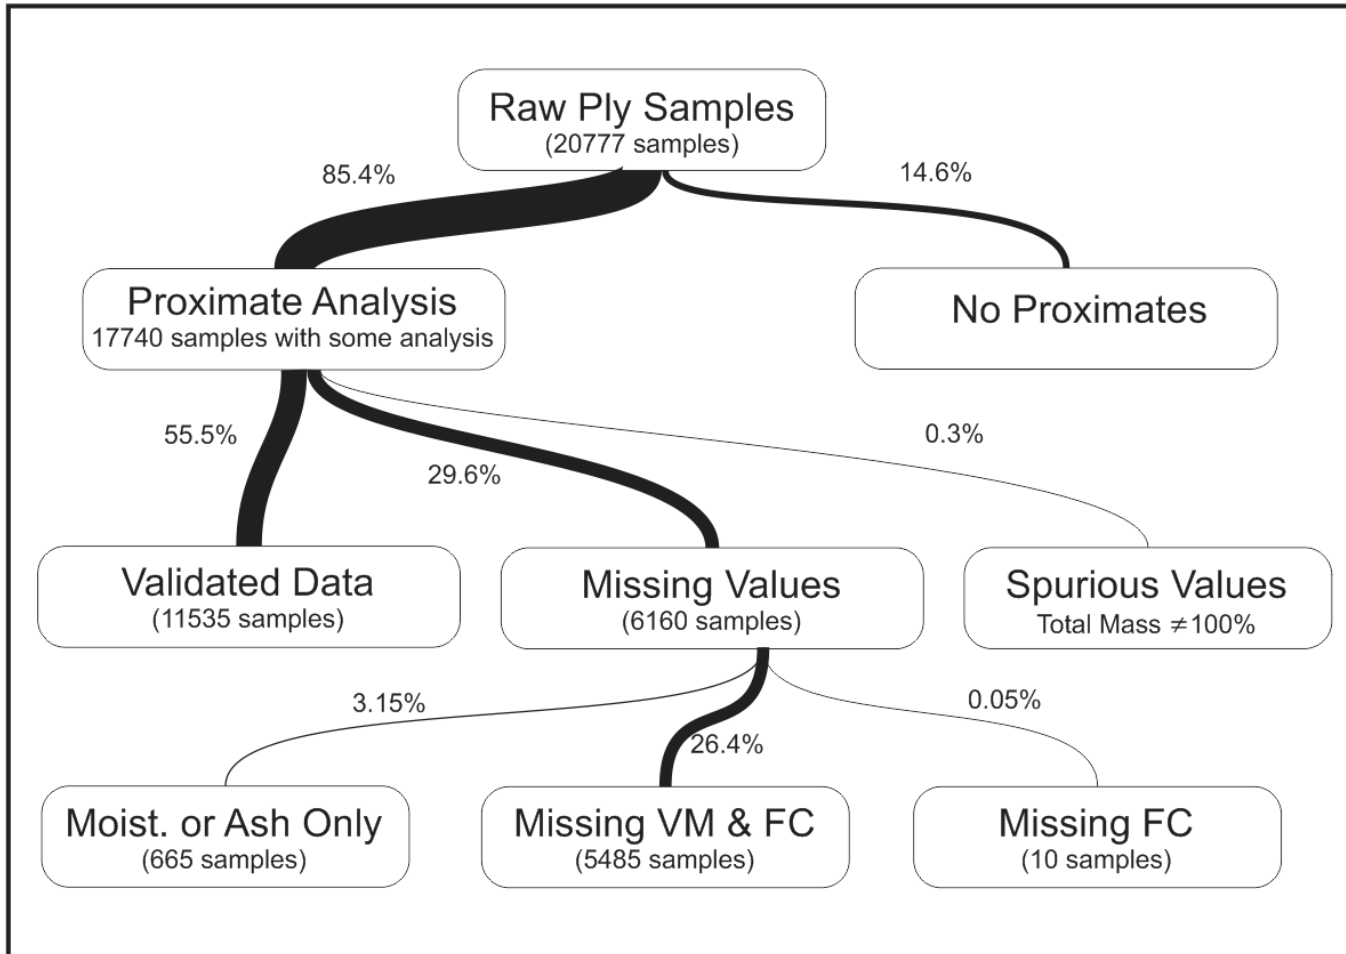 Raw Ply Samples
(20777 samples)
85.4%
14.6%
Proximate Analysis
17740 samples with some analysis
No Proximates
55.5%
29.6%
0.3%
Validated Data
(11535 samples)
Missing Values
(6160 samples)
Spurious Values
Total Mass ≠100%
3.15%
26.4%
0.05%
Moist. or Ash Only
(665 samples)
Missing VM & FC
(5485 samples)
Missing FC
(10 samples)